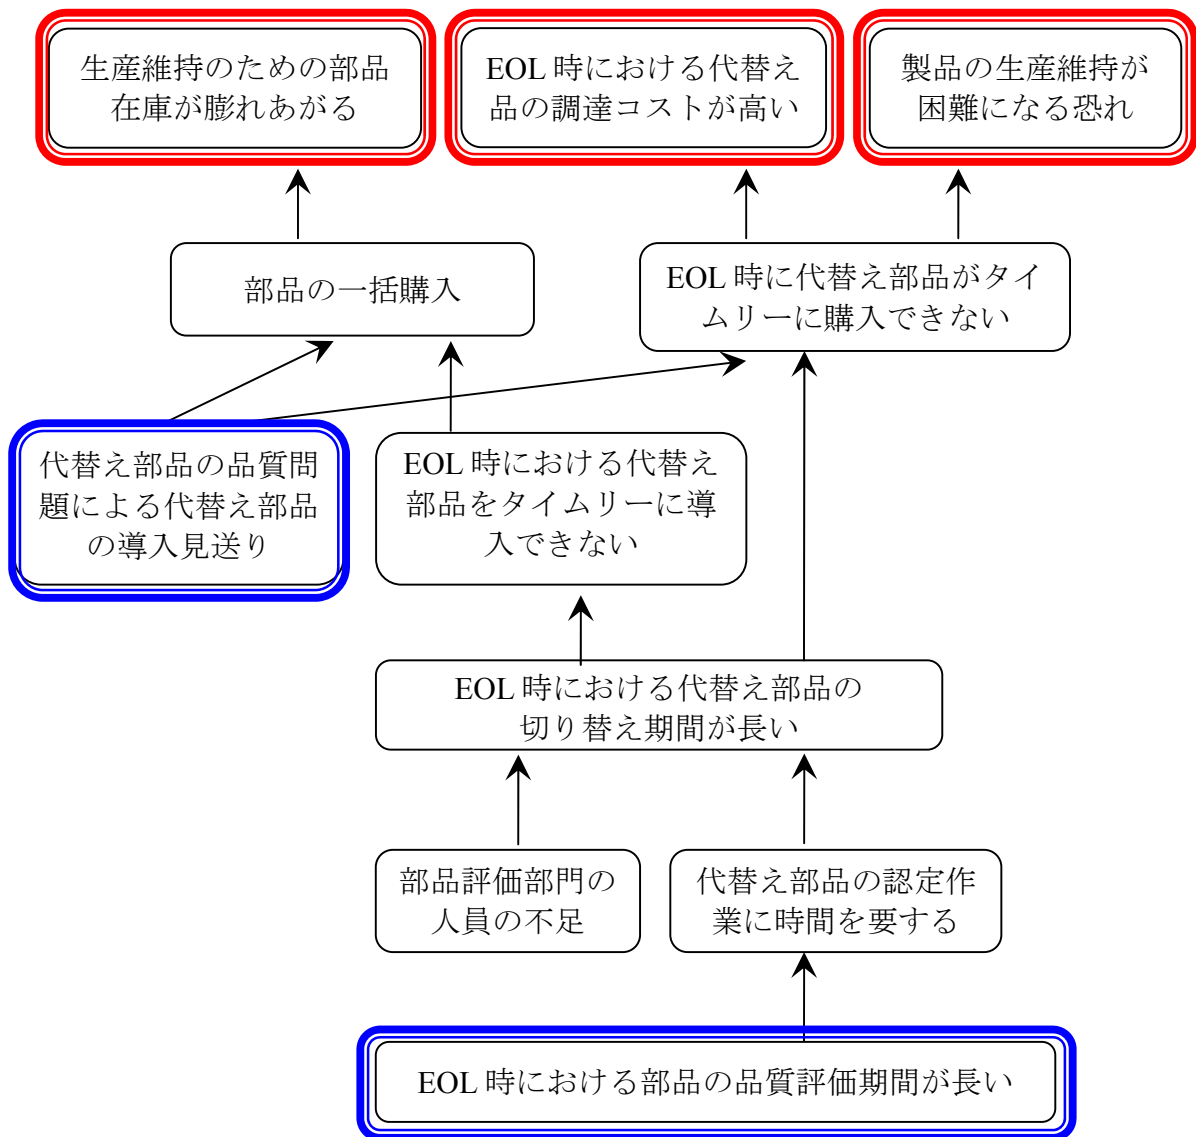 生産維持のための部品
在庫が膨れあがる
EOL 時における代替え
品の調達コストが高い
製品の生産維持が
困難になる恐れ
部品の一括購入
EOL 時に代替え部品がタイ
ムリーに購入できない
代替え部品の品質問
題による代替え部品
の導入見送り
EOL 時における代替え
部品をタイムリーに導
入できない
EOL 時における代替え部品の
切り替え期間が長い
部品評価部門の
人員の不足
代替え部品の認定作
業に時間を要する
EOL 時における部品の品質評価期間が長い